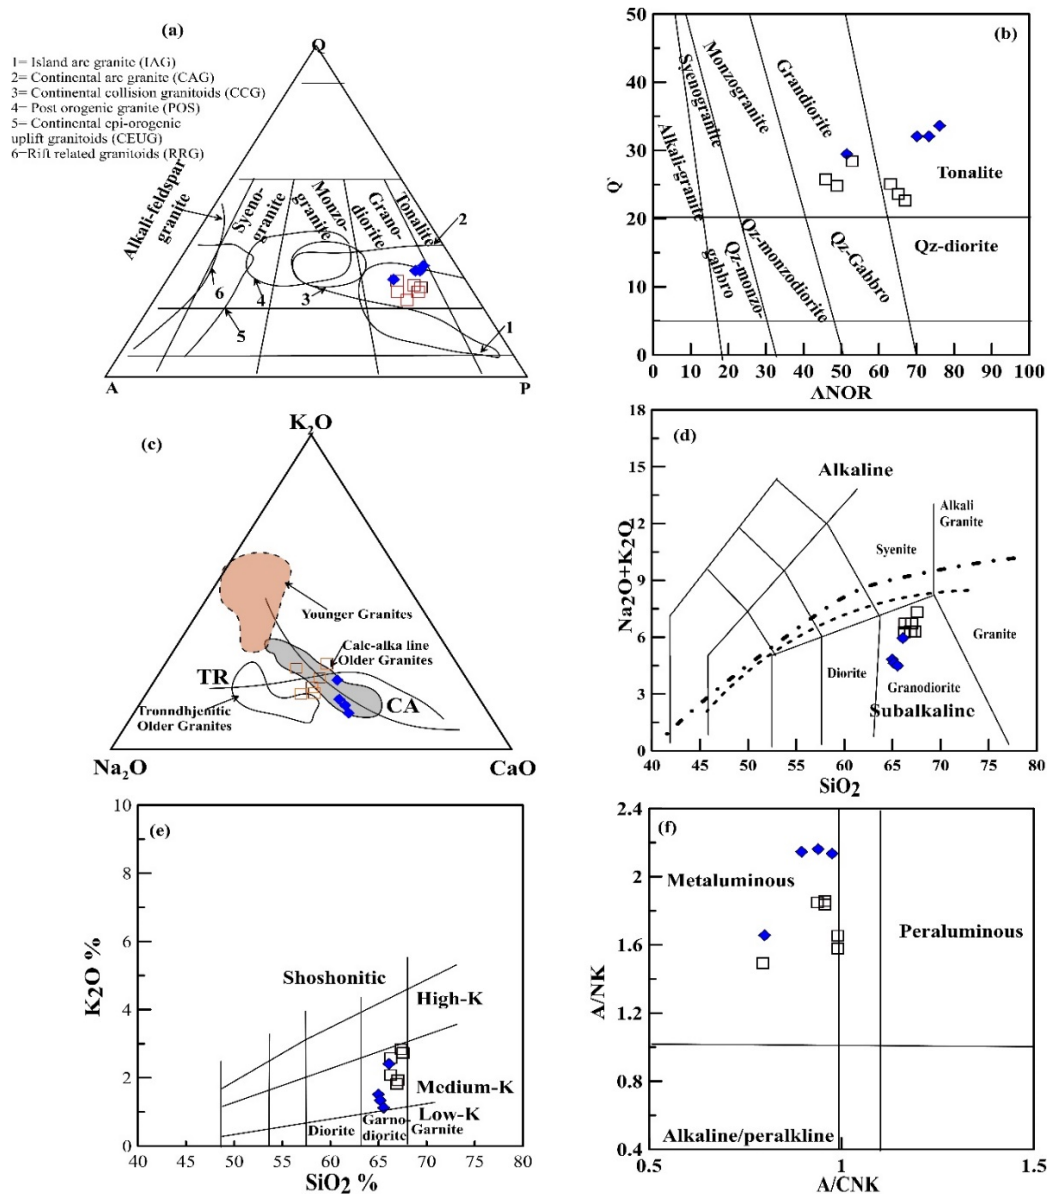 (a)
Q
1= Island arc granite (IAG)
2= Continental arc granite (CAG)
3= Continental collision granitoids (CCG)
4= Post orogenic granite (POS)
5= Continental epi-orogenic
uplift granitoids (CEUG)
6=Rift related granitoids (RRG)
Alkali-feldspar
granite
Syeno-
granite
Monzo-
granite
Grano-
diorite
Tonalite
2
6
4
3
5
1
A
P
(b)
50
40
30
20
10
0
Q`
Alkali-granite
Syenogranite
Monzogranite
Grandiorite
Tonalite
Qz-monzo-
gabbro
Qz-monzodiorite
Qz-Gabbro
Qz-diorite
0 10 20 30 40 50 60 70 80 90 100
ANOR
(c)
K2O
Younger Granites
Calc-alka line
Older Granites
TR
CA
Tronndhjenitic
Older Granites
Na2O
CaO
(d)
18
15
12
9
6
3
0
Na2O+K2O
Alkaline
Alkali
Granite
Syenite
Granite
Diorite
Granodiorite
Subalkaline
40 45 50 55 60 65 70 75 80
SiO2
(e)
10
8
6
4
2
0
K2O %
Shoshonitic
High-K
Medium-K
Low-K
Diorite
Garno-
diorite
Garnite
40 45 50 55 60 65 70 75 80
SiO2 %
(f)
2.4
2
1.6
1.2
0.8
0.4
A/NK
Metaluminous
Peraluminous
Alkaline/peralkline
0.5 1 1.5
A/CNK